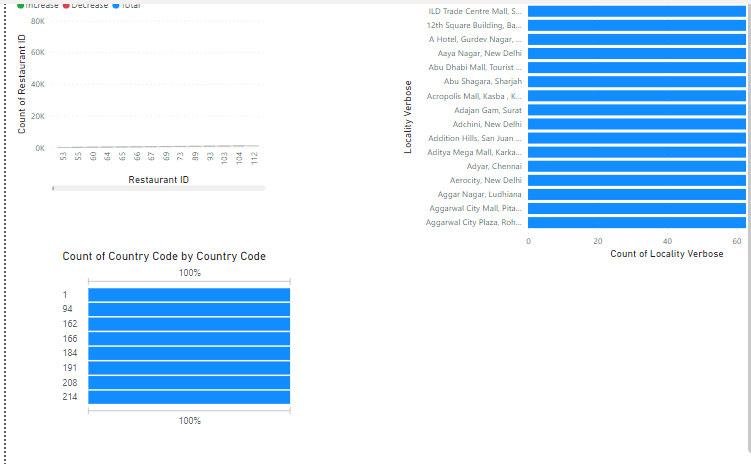 Increase Decrease Total
80K
60K
40K
20K
0K
Count of Restaurant ID
53 55 60 64 65 66 67 69 73 89 93 103 104 112
Restaurant ID
ILD Trade Centre Mall, S...
12th Square Building, Ba...
A Hotel, Gurdev Nagar, ...
Aaya Nagar, New Delhi
Abu Dhabi Mall, Tourist ...
Abu Shagara, Sharjah
Acropolis Mall, Kasba , K...
Adajan Gam, Surat
Adchini, New Delhi
Addition Hills, San Juan ...
Aditya Mega Mall, Karka...
Adyar, Chennai
Aerocity, New Delhi
Aggar Nagar, Ludhiana
Aggarwal City Mall, Pita...
Aggarwal City Plaza, Roh...
Locality Verbose
0 20 40 60
Count of Locality Verbose
Count of Country Code by Country Code
100%
1
94
162
166
184
191
208
214
100%